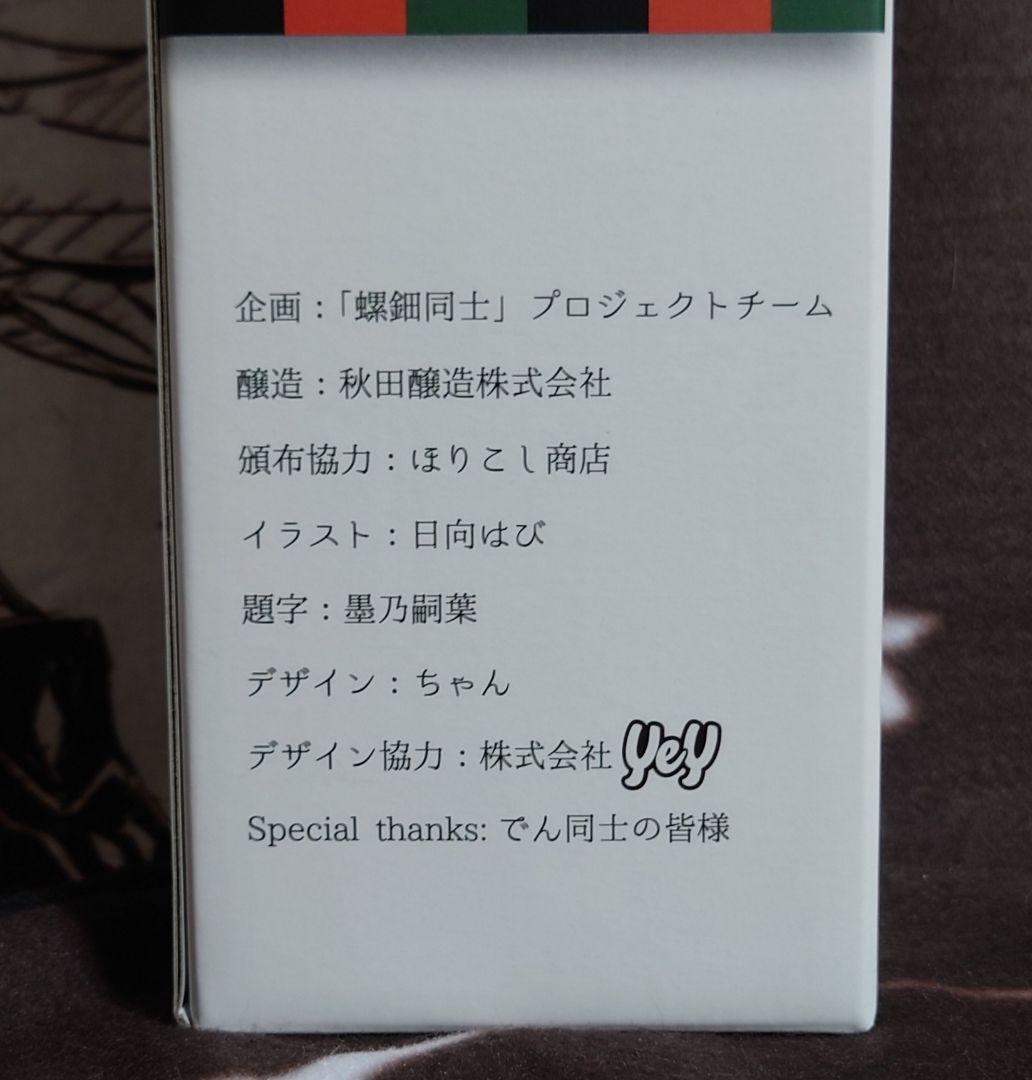 企画：「螺鈿同士」プロジェクトチーム
醸造：秋田醸造株式会社
頒布協力：ほりこし商店
イラスト：日向はび
題字：墨乃嗣葉
デザイン：ちゃん
デザイン協力：株式会社yey
Special thanks: でん同士の皆様